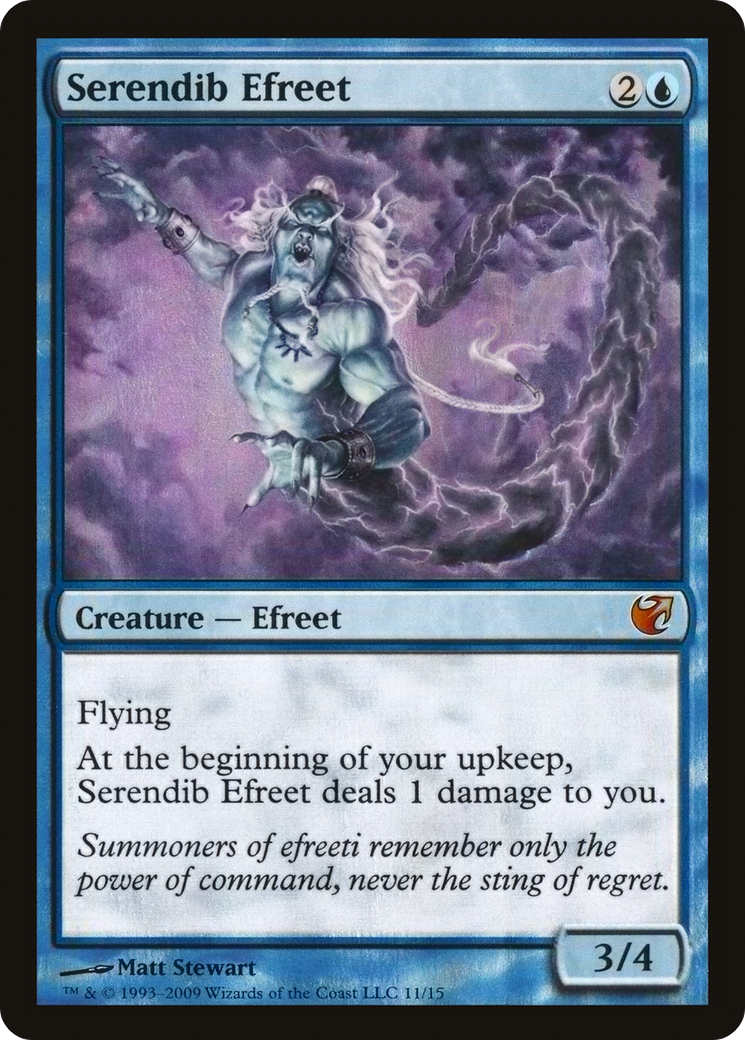 Serendib Efreet 2
Creature — Efreet
Flying
At the beginning of your upkeep,
Serendib Efreet deals 1 damage to you.
Summoners of efreeti remember only the
power of command, never the sting of regret.
3/4
Matt Stewart
™ & © 1993–2009 Wizards of the Coast LLC 11/15